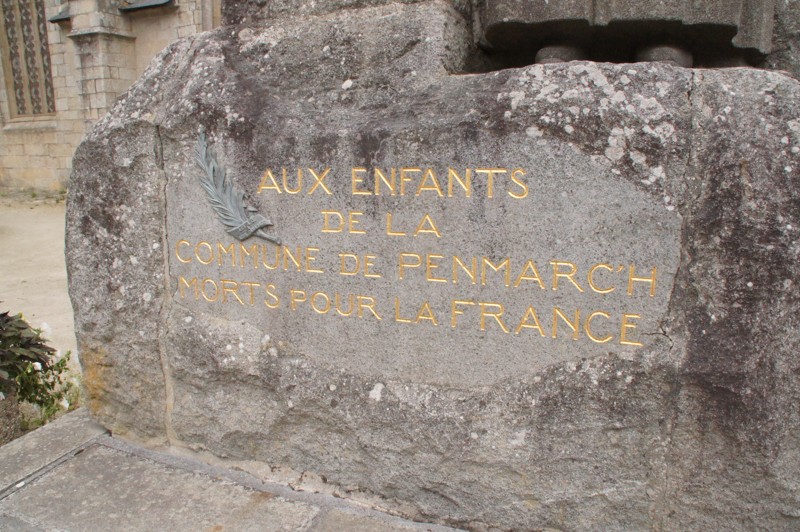 AUX ENFANTS
DE LA
COMMUNE DE PENMARC'H
MORTS POUR LA FRANCE